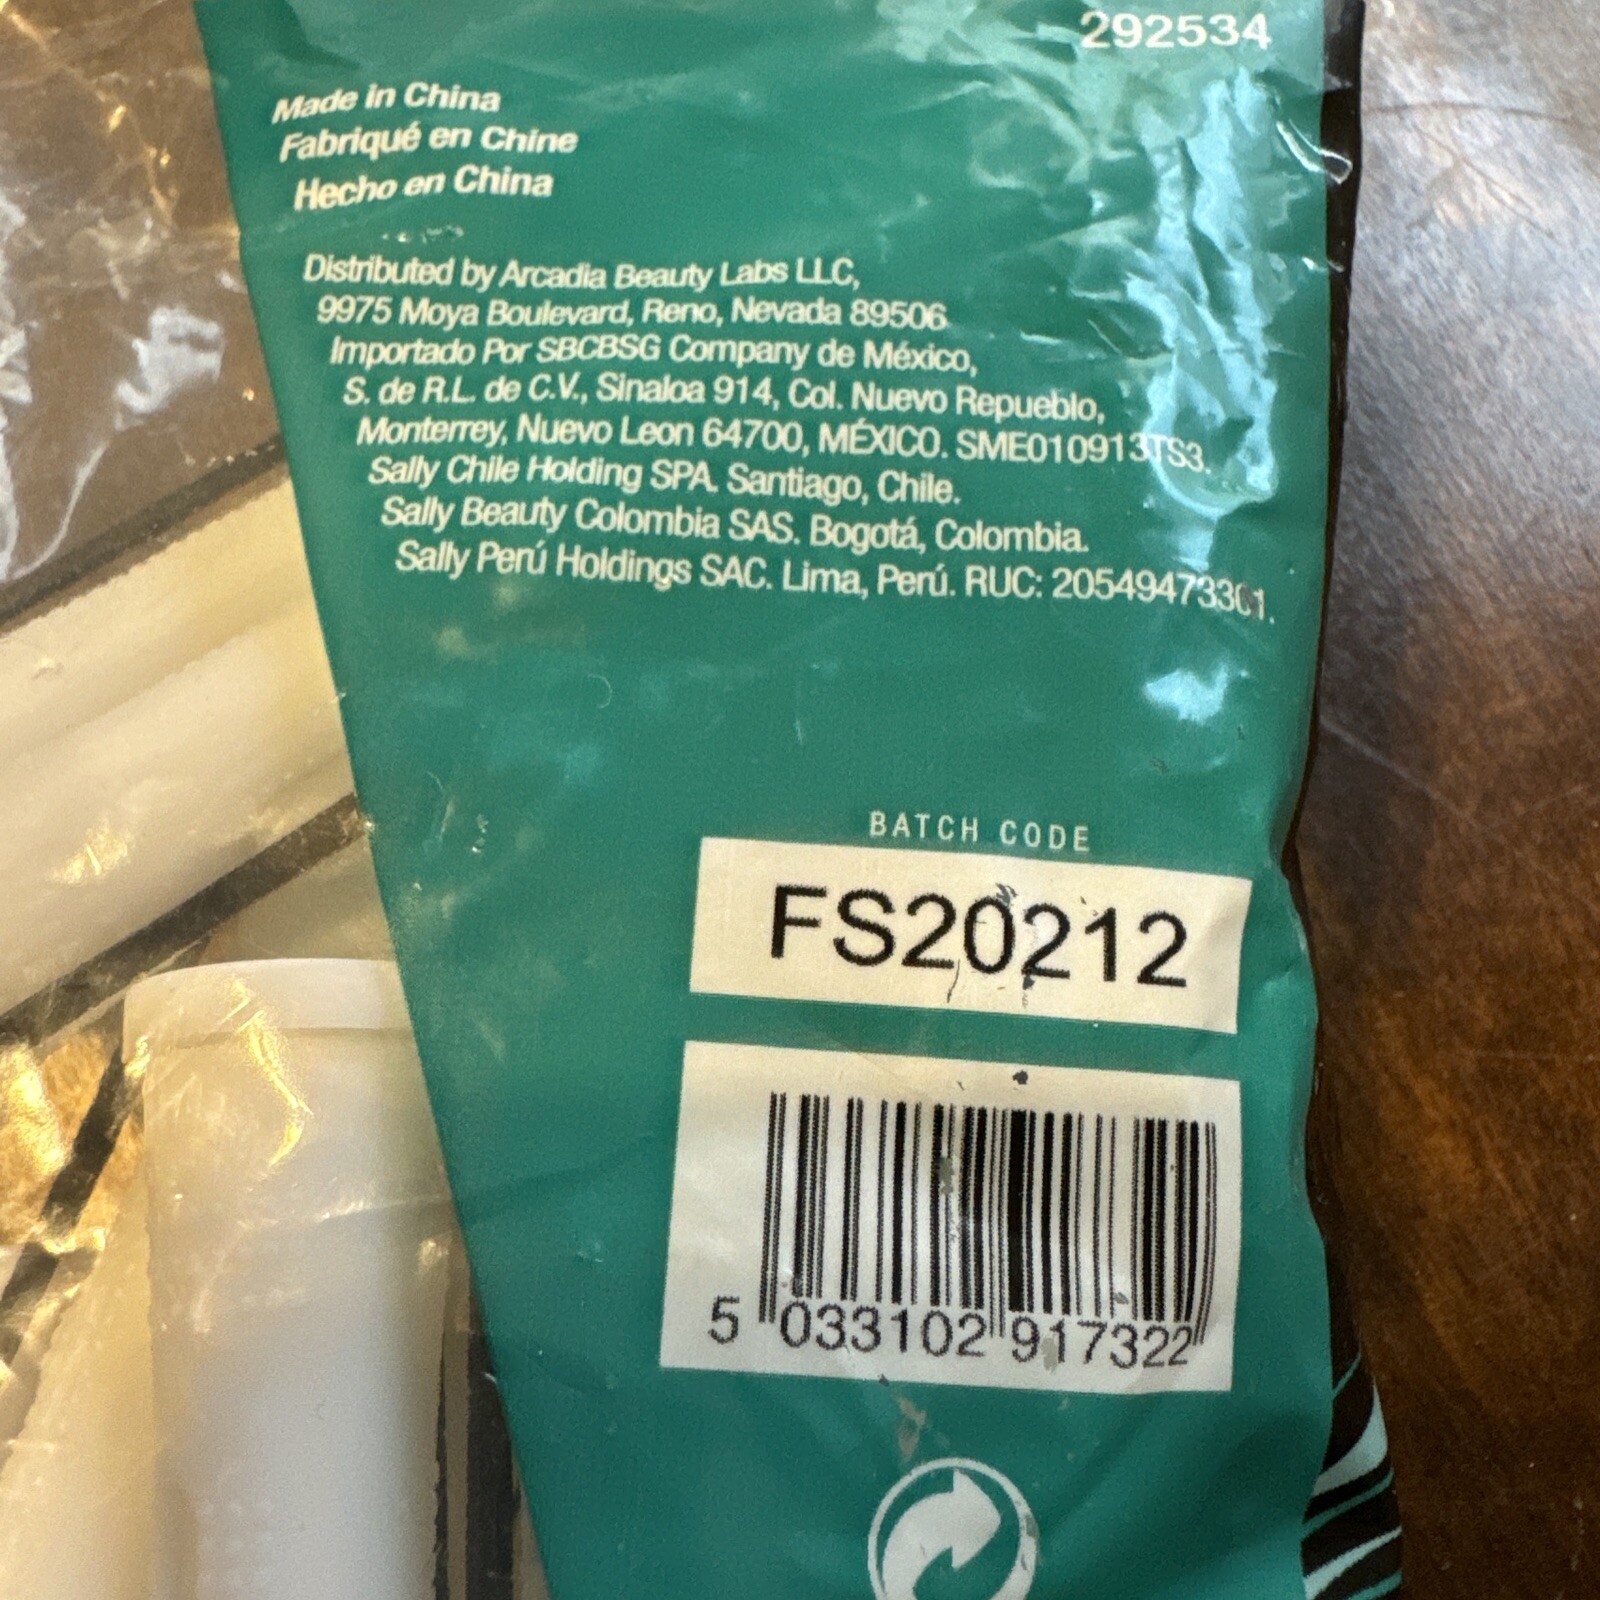 292534
Made in China
Fabriqué en Chine
Hecho en China
Distributed by Arcadia Beauty Labs LLC,
9975 Moya Boulevard, Reno, Nevada 89506
Importado Por SBCBSG Company de México,
S. de R.L. de C.V., Sinaloa 914, Col. Nuevo Repueblo,
Monterrey, Nuevo Leon 64700, MÉXICO. SME010913TS3.
Sally Chile Holding SPA. Santiago, Chile.
Sally Beauty Colombia SAS. Bogotá, Colombia.
Sally Perú Holdings SAC. Lima, Perú. RUC: 20549473301.
BATCH CODE
FS20212
5 033102 917322